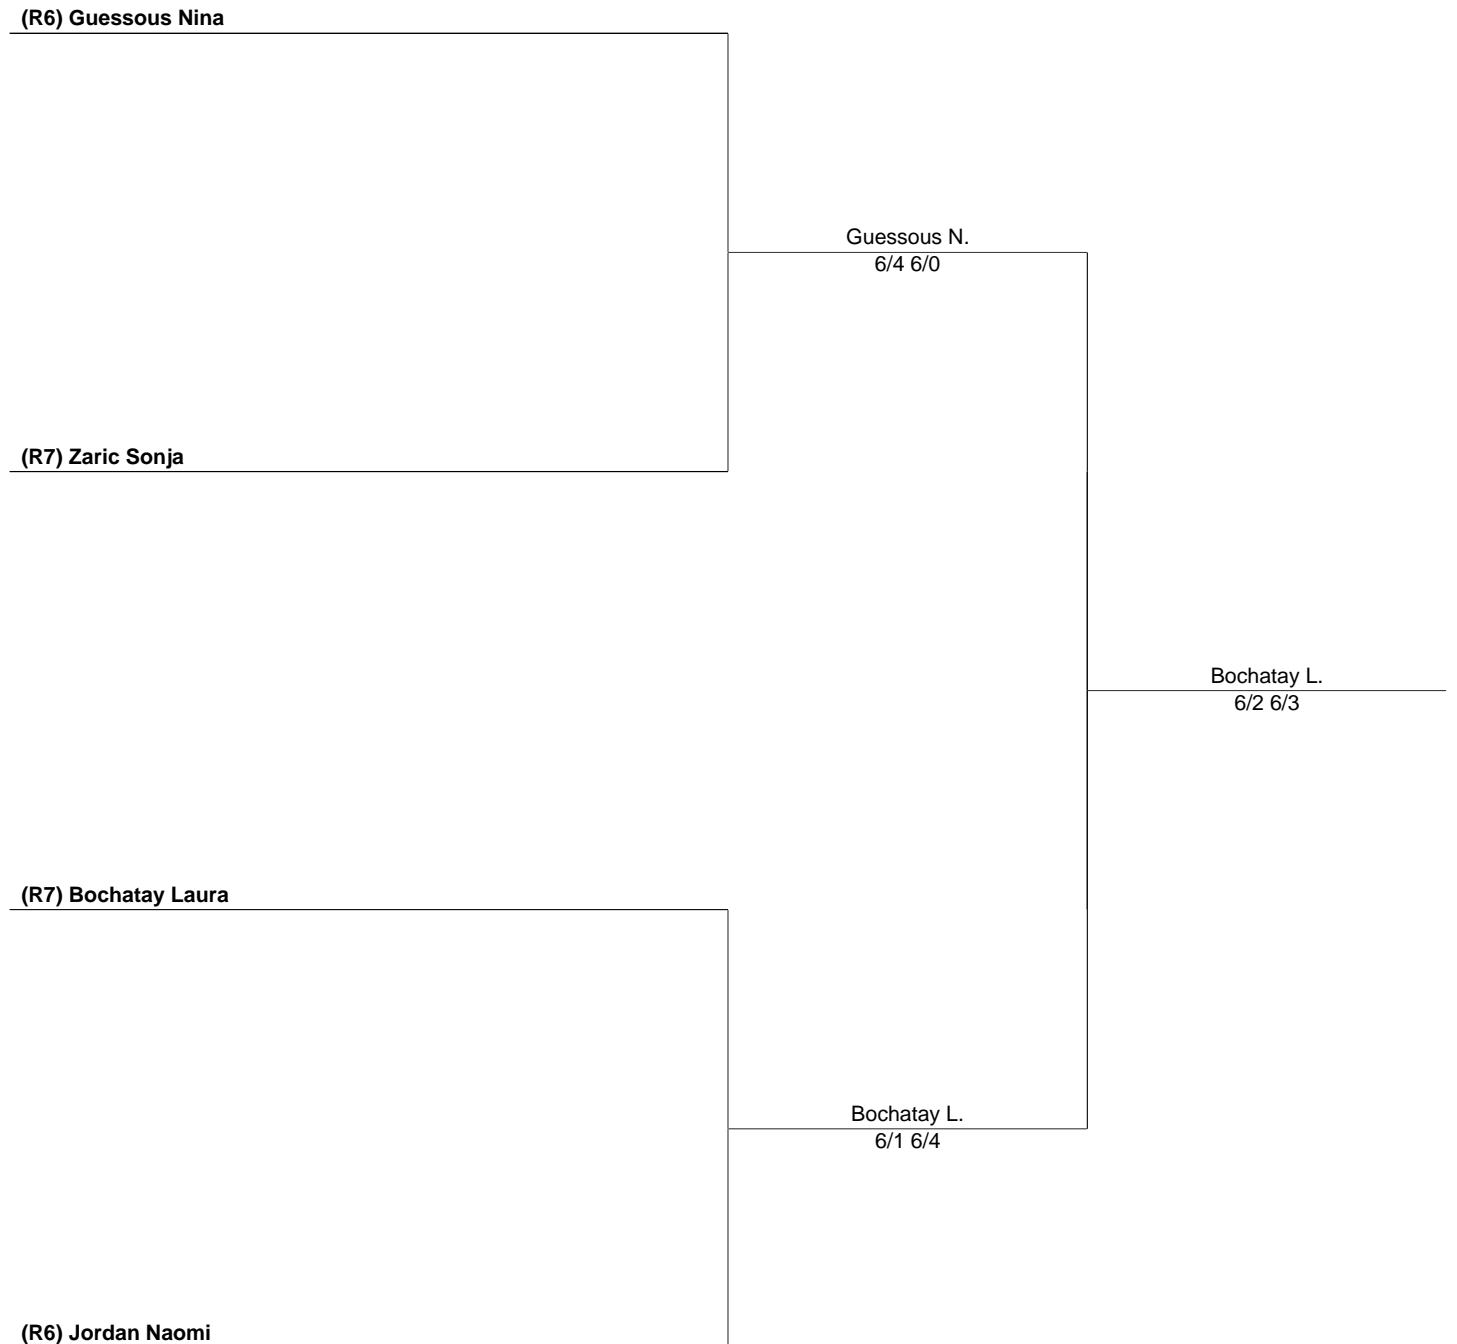 (R6) Guessous Nina
Guessous N.
6/4 6/0
(R7) Zaric Sonja
Bochatay L.
6/2 6/3
(R7) Bochatay Laura
Bochatay L.
6/1 6/4
(R6) Jordan Naomi